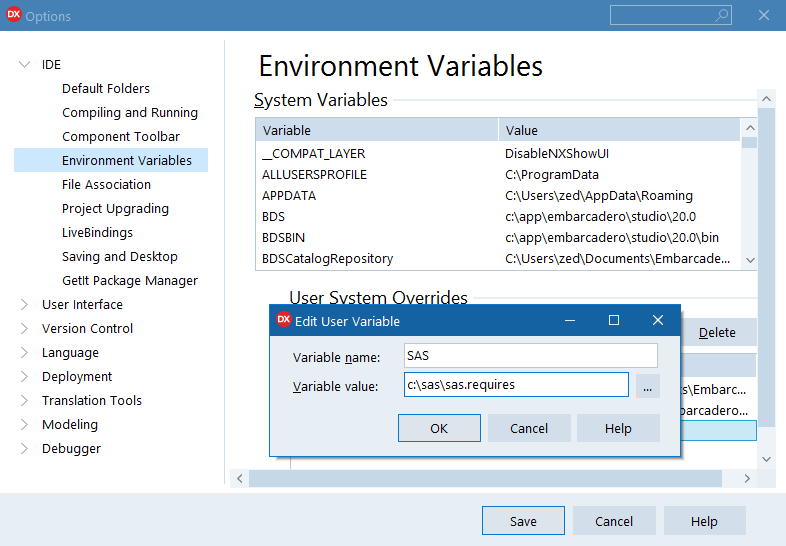 DX Options
IDE
Default Folders
Compiling and Running
Component Toolbar
Environment Variables
File Association
Project Upgrading
LiveBindings
Saving and Desktop
GetIt Package Manager
User Interface
Version Control
Language
Deployment
Translation Tools
Modeling
Debugger
Environment Variables
System Variables
Variable Value
__COMPAT_LAYER DisableNXShowUI
ALLUSERSPROFILE C:\ProgramData
APPDATA C:\Users\zed\AppData\Roaming
BDS c:\app\embarcadero\studio\20.0
BDSBIN c:\app\embarcadero\studio\20.0\bin
BDSCatalogRepository C:\Users\zed\Documents\Embarcade...
User System Overrides
Delete
s\Embarc...
barcadero...
DX Edit User Variable
Variable name: SAS
Variable value: c:\sas\sas.requires ...
OK Cancel Help
Save Cancel Help